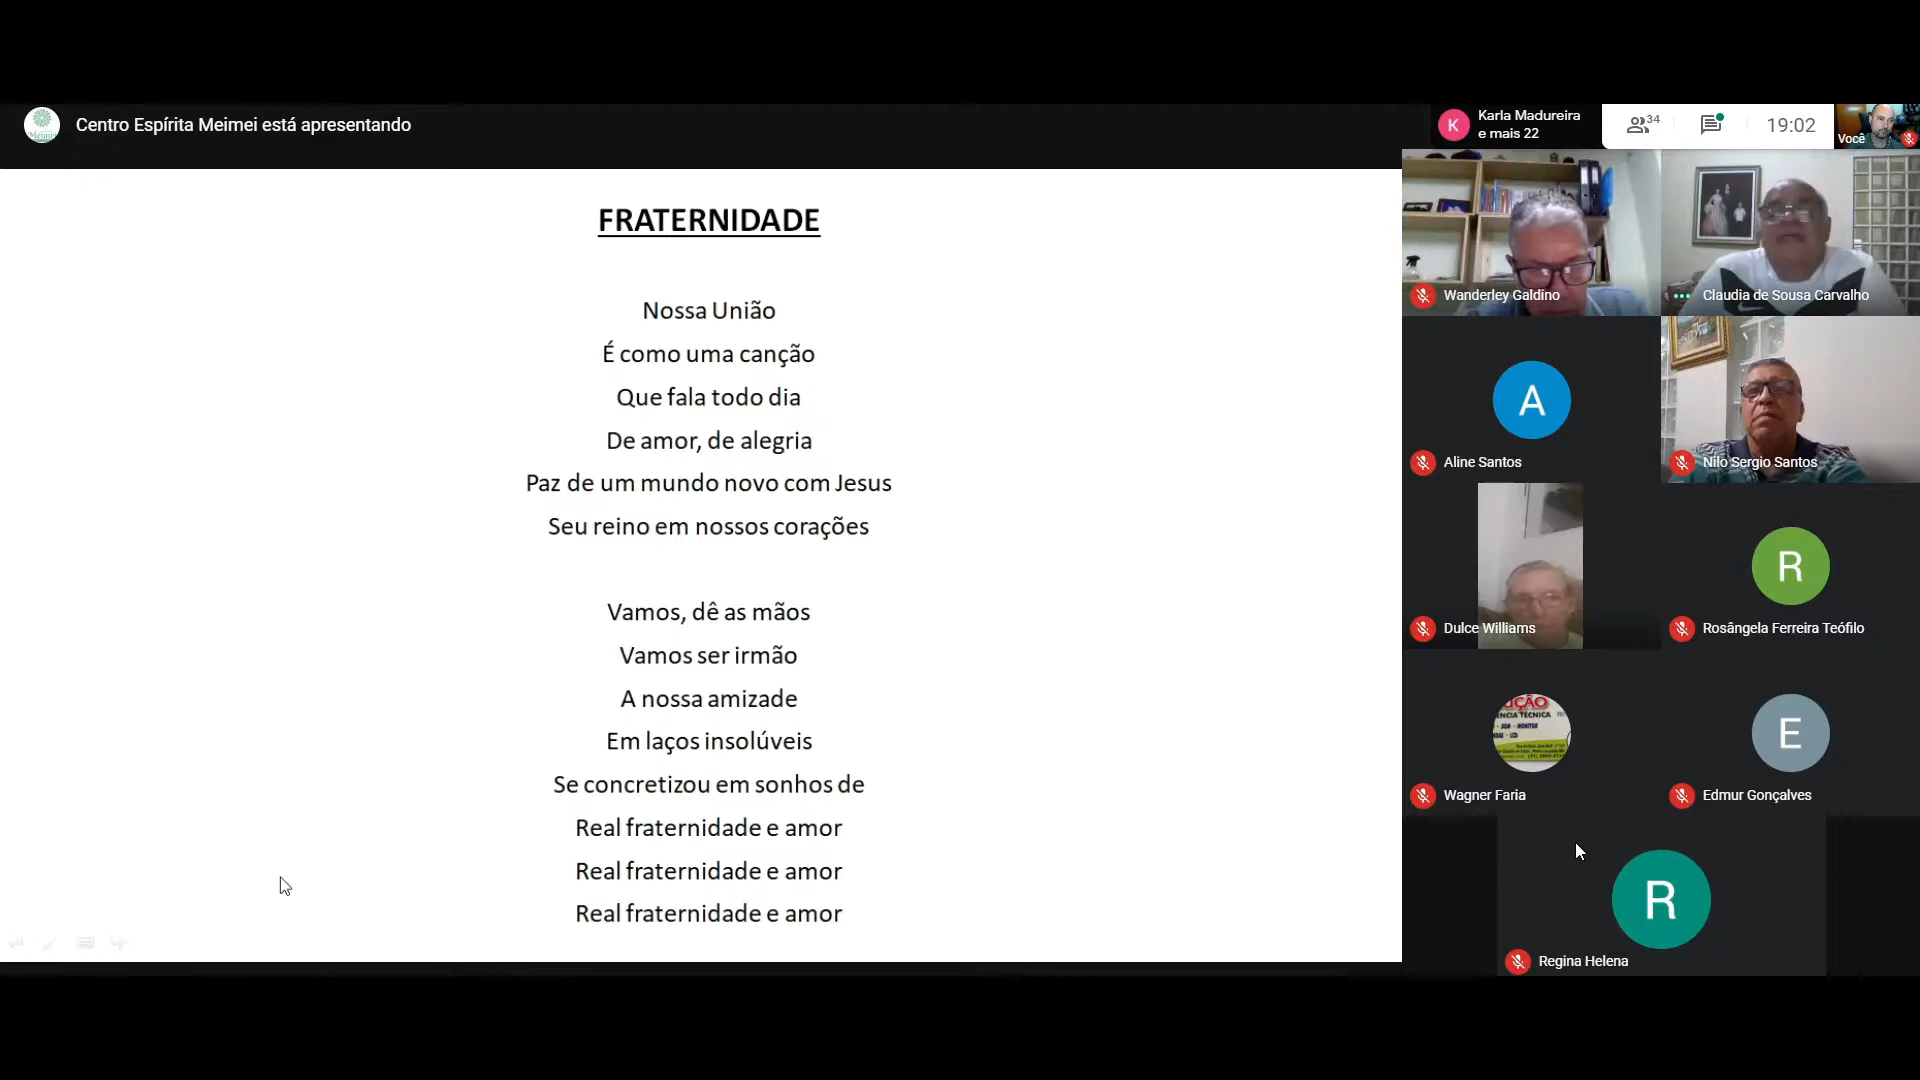 Centro Espírita Meimei está apresentando
K
Karla Madureira
e mais 22
34
19:02
Você
FRATERNIDADE
Nossa União
É como uma canção
Que fala todo dia
De amor, de alegria
Paz de um mundo novo com Jesus
Seu reino em nossos corações
Vamos, dê as mãos
Vamos ser irmão
A nossa amizade
Em laços insolúveis
Se concretizou em sonhos de
Real fraternidade e amor
Real fraternidade e amor
Real fraternidade e amor
Wanderley Galdino
Claudia de Sousa Carvalho
A
Aline Santos
Nilo Sergio Santos
Dulce Williams
R
Rosângela Ferreira Teófilo
Wagner Faria
E
Edmur Gonçalves
R
Regina Helena